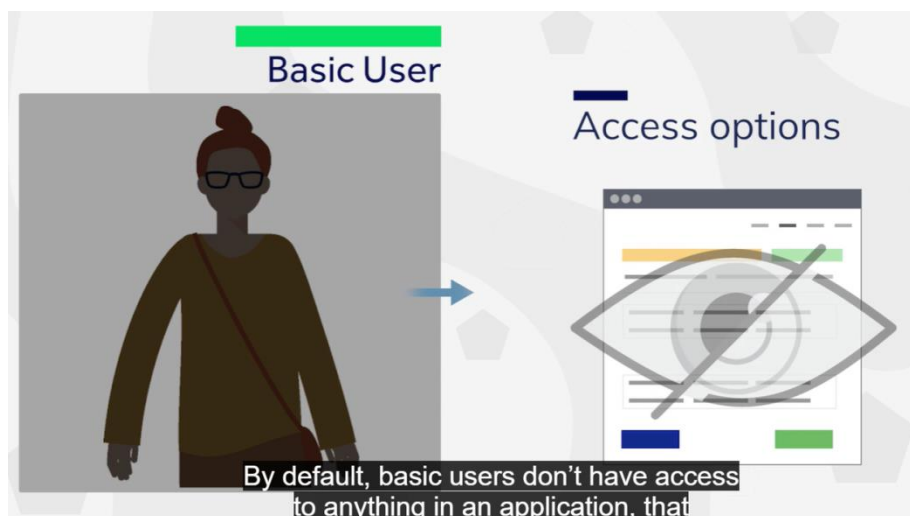 Basic User
Access options
By default, basic users don’t have access
to anything in an application, that